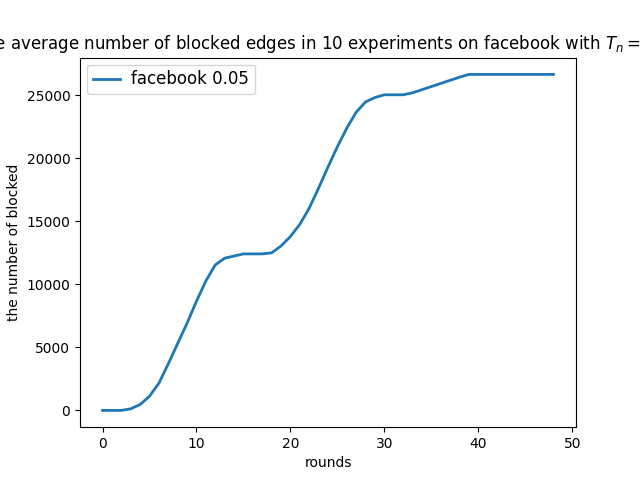 e average number of blocked edges in 10 experiments on facebook with Tₙ =
facebook 0.05
the number of blocked
25000
20000
15000
10000
5000
0
0 10 20 30 40 50
rounds